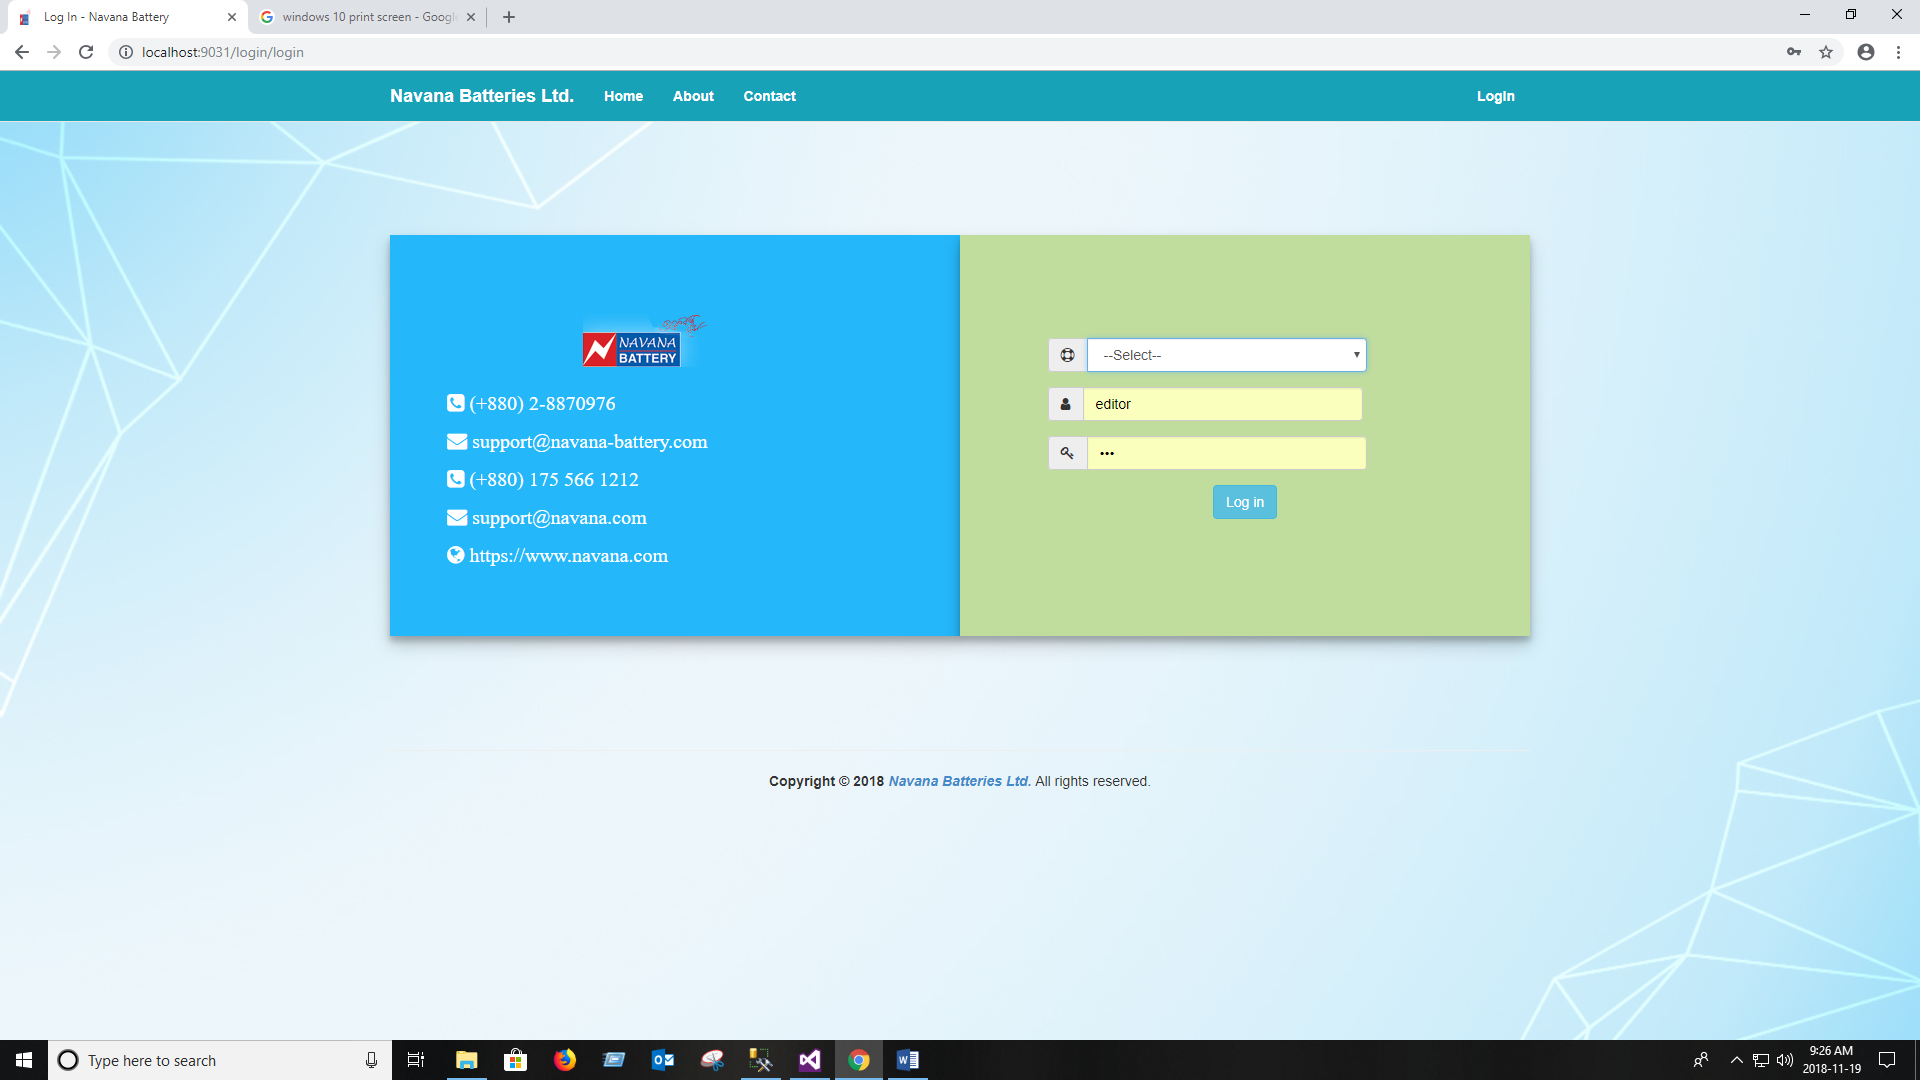 Log In - Navana Battery
windows 10 print screen - Goog
localhost:9031/login/login
Navana Batteries Ltd. Home About Contact LogIn
NAVANA
BATTERY
(+880) 2-8870976
support@navana-battery.com
(+880) 175 566 1212
support@navana.com
https://www.navana.com
--Select--
editor
•••
Log in
Copyright © 2018 Navana Batteries Ltd. All rights reserved.
Type here to search
9:26 AM
2018-11-19